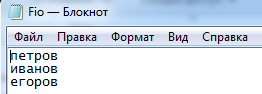 Fio — Блокнот
Файл Правка Формат Вид Справка
петров
иванов
егоров